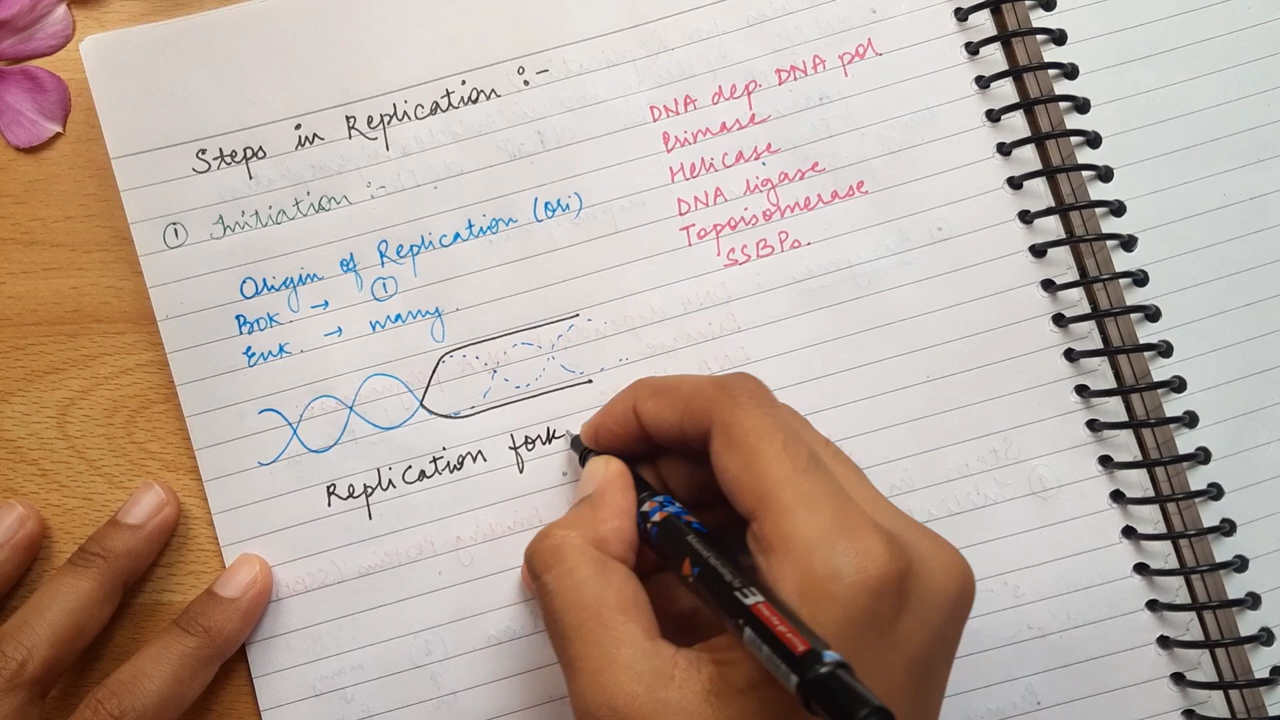 Steps in Replication :-
① Initiation :-
Origin of Replication (ori)
Prok. → ①
Euk. → many.
Replication fork
DNA dep. DNA pol
Primase
Helicase
DNA ligase
Topoisomerase
SSBPs.